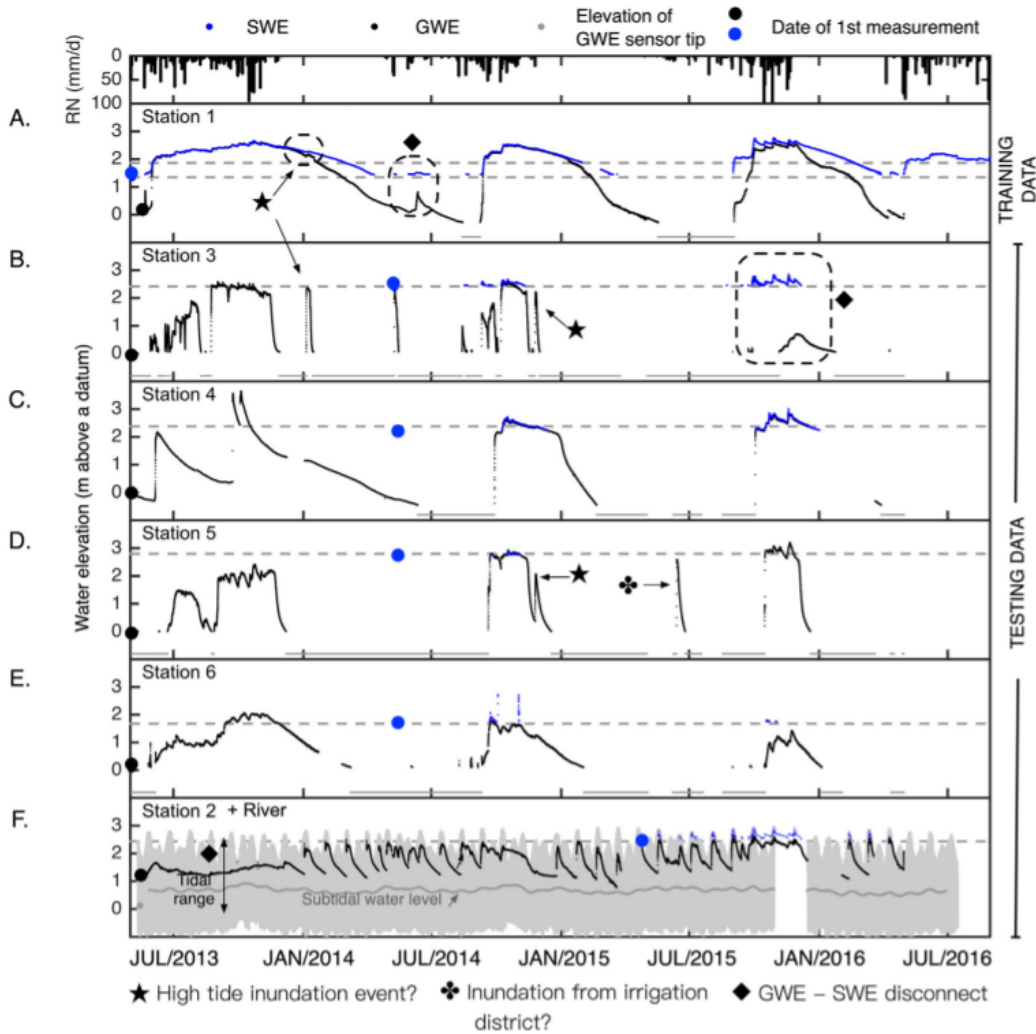 SWE GWE Elevation of GWE sensor tip Date of 1st measurement
RN (mm/d)
0
50
100
A.
Station 1
3
2
1
0
TRAINING DATA
B.
Station 3
3
2
1
0
C.
Station 4
3
2
1
0
Water elevation (m above a datum)
D.
Station 5
3
2
1
0
TESTING DATA
E.
Station 6
3
2
1
0
F.
Station 2 + River
3
2
1
0
Tidal range
Subtidal water level
JUL/2013 JAN/2014 JUL/2014 JAN/2015 JUL/2015 JAN/2016 JUL/2016
High tide inundation event? Inundation from irrigation district? GWE – SWE disconnect